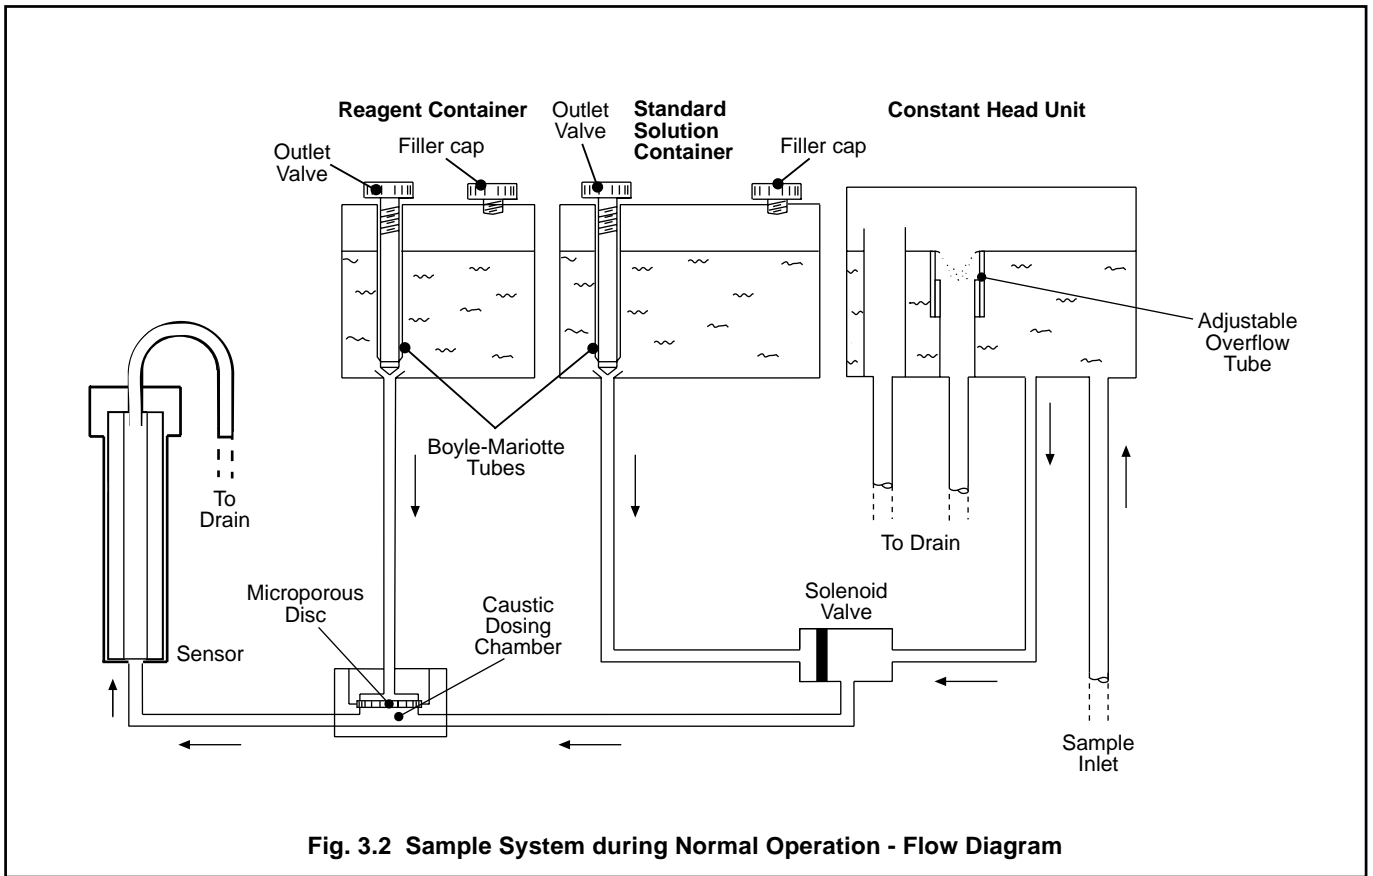 Reagent Container
Outlet
Valve
Standard
Solution
Container
Constant Head Unit
Outlet
Valve
Filler cap
Filler cap
Adjustable
Overflow
Tube
Boyle-Mariotte
Tubes
To
Drain
To Drain
Microporous
Disc
Caustic
Dosing
Chamber
Solenoid
Valve
Sensor
Sample
Inlet
Fig. 3.2 Sample System during Normal Operation - Flow Diagram